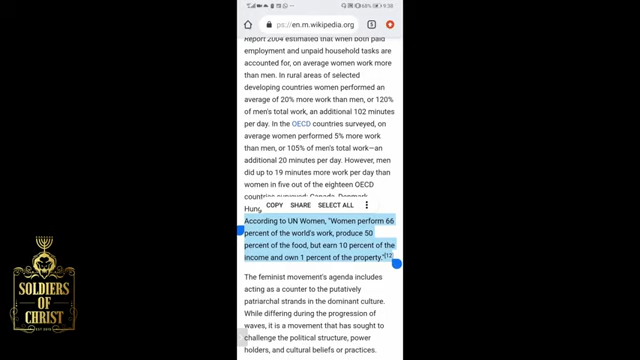 9:38
ps://en.m.wikipedia.org
5
Report 2004 estimated that when both paid
employment and unpaid household tasks are
accounted for, on average women work more
than men. In rural areas of selected
developing countries women performed an
average of 20% more work than men, or 120%
of men's total work, an additional 102 minutes
per day. In the OECD countries surveyed, on
average women performed 5% more work
than men, or 105% of men's total work—an
additional 20 minutes per day. However, men
did up to 19 minutes more work per day than
women in five out of the eighteen OECD
countries surveyed: Canada, Denmark,
Hung
COPY SHARE SELECT ALL
According to UN Women, "Women perform 66
percent of the world's work, produce 50
percent of the food, but earn 10 percent of the
income and own 1 percent of the property."[12]
The feminist movement's agenda includes
acting as a counter to the putatively
patriarchal strands in the dominant culture.
While differing during the progression of
waves, it is a movement that has sought to
challenge the political structure, power
holders, and cultural beliefs or practices.
SOLDIERS
OF CHRIST